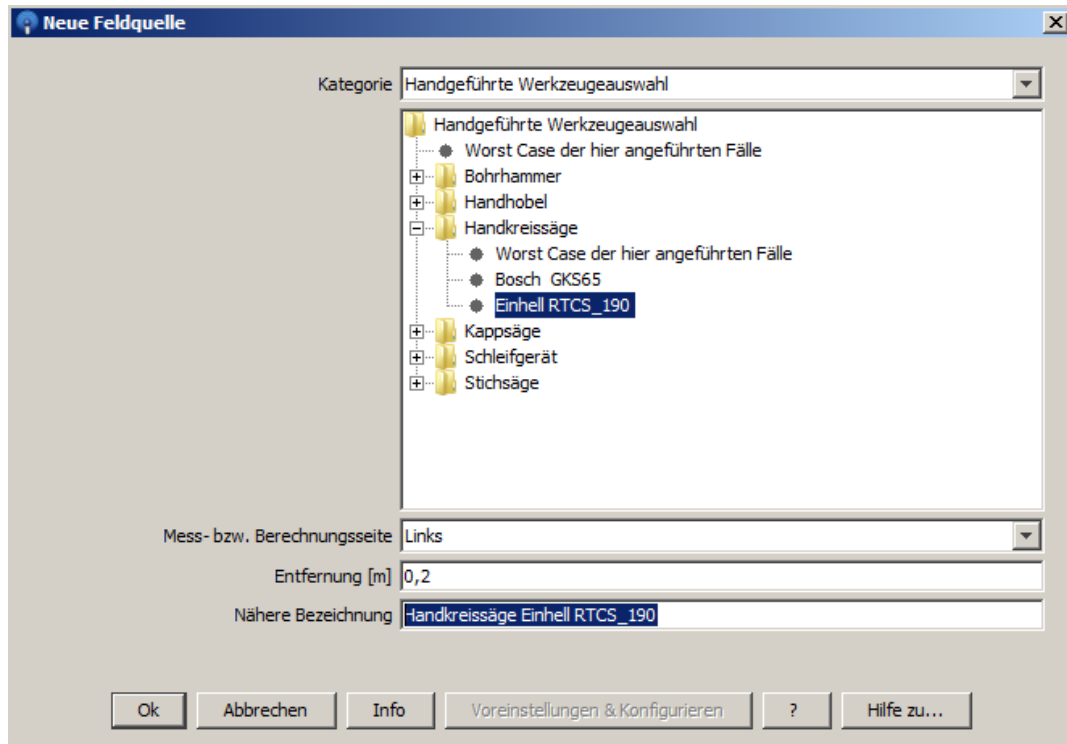 Neue Feldquelle
Kategorie Handgeführte Werkzeugeauswahl
Handgeführte Werkzeugeauswahl
Worst Case der hier angeführten Fälle
Bohrhammer
Handhobel
Handkreissäge
Worst Case der hier angeführten Fälle
Bosch GKS65
Einhell RTCS_190
Kappsäge
Schleifgerät
Stichsäge
Mess- bzw. Berechnungsseite Links
Entfernung [m] 0,2
Nähere Bezeichnung Handkreissäge Einhell RTCS_190
Ok Abbrechen Info Voreinstellungen & Konfigurieren ? Hilfe zu...